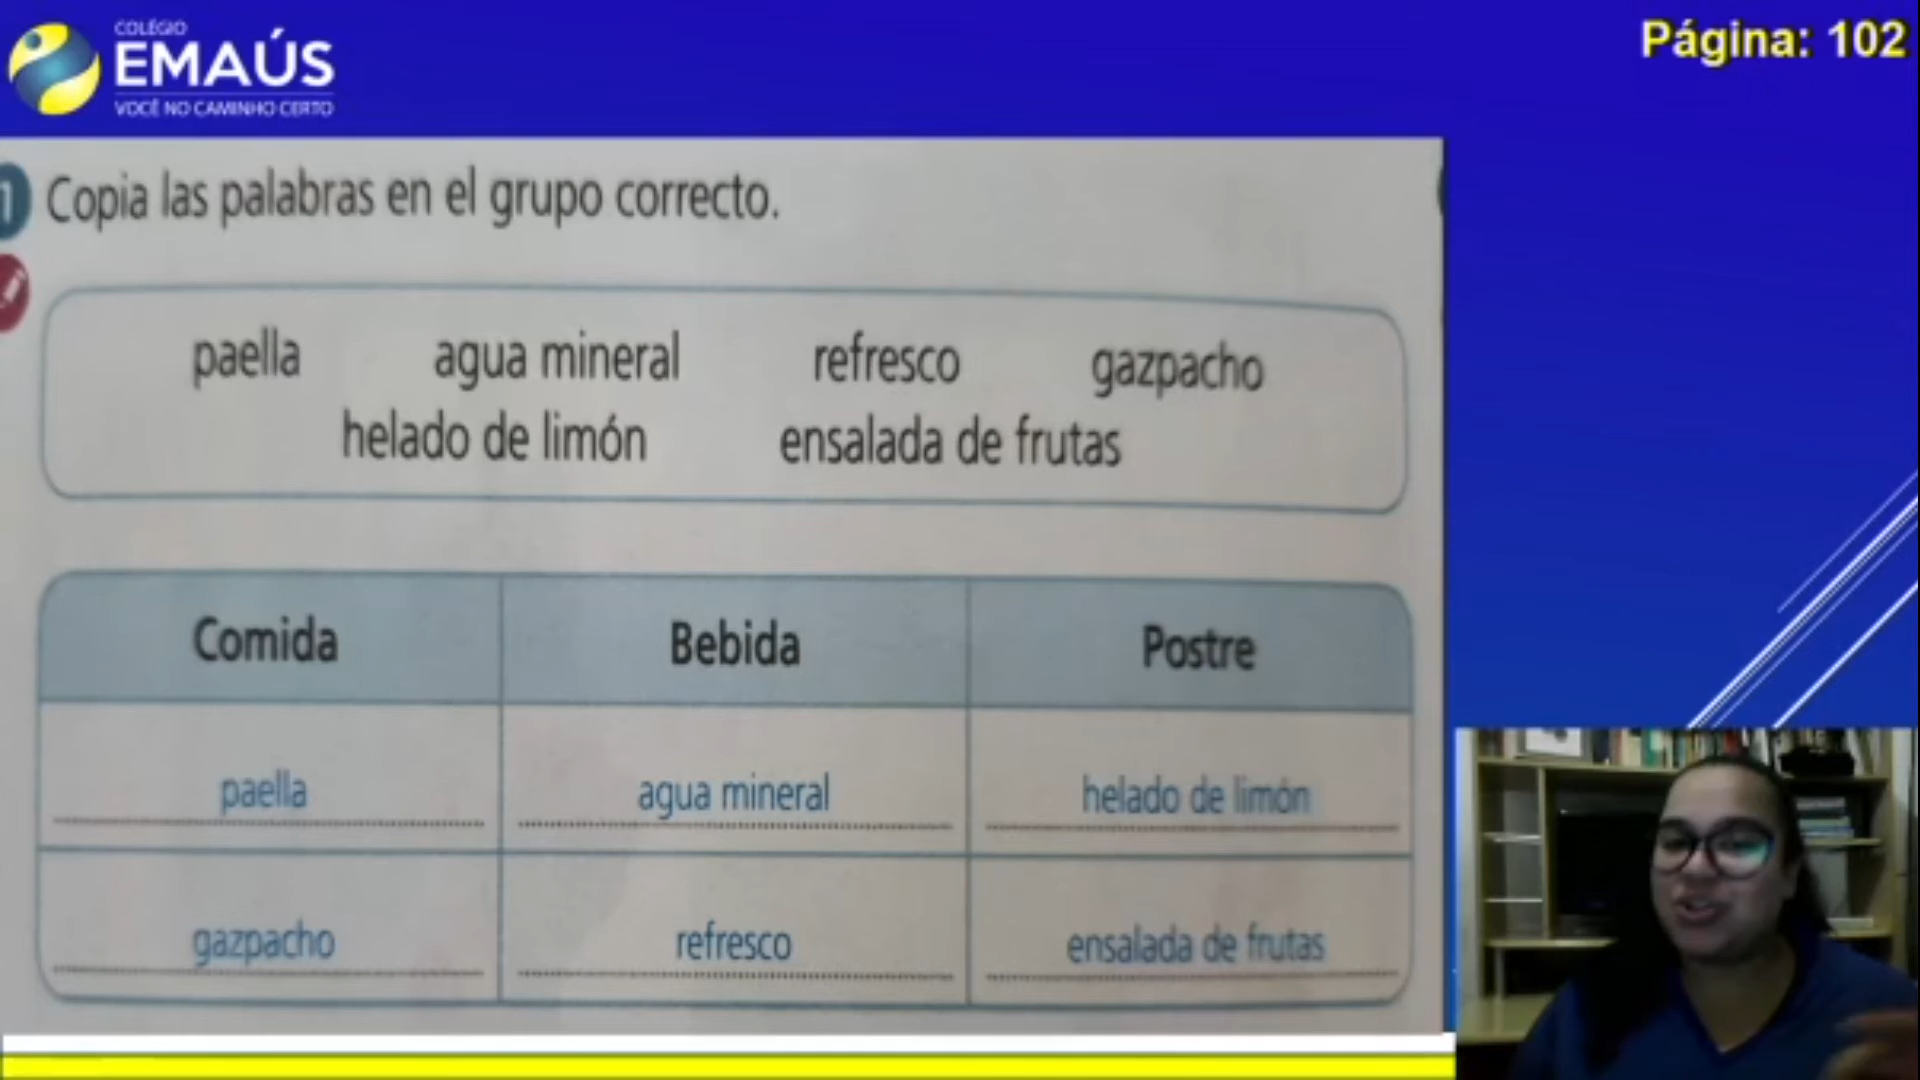 COLÉGIO
EMAÚS
VOCÊ NO CAMINHO CERTO
Página: 102
1 Copia las palabras en el grupo correcto.
paella agua mineral refresco gazpacho
helado de limón ensalada de frutas
Comida Bebida Postre
paella agua mineral helado de limón
gazpacho refresco ensalada de frutas